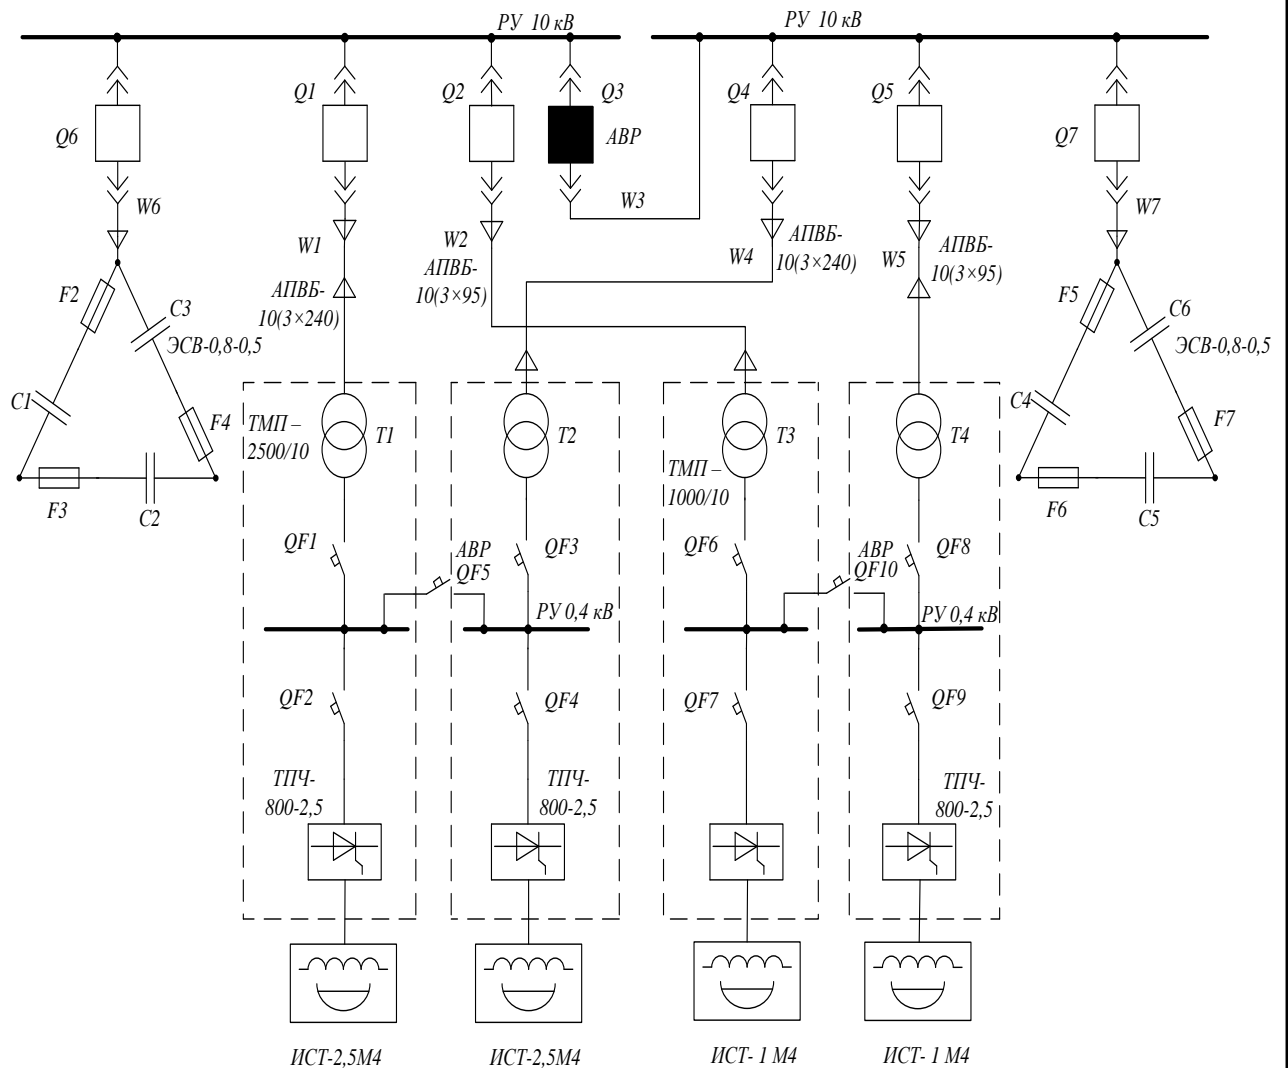 РУ 10 кВ
РУ 10 кВ
Q6
Q1
Q2
Q3
АВР
Q4
Q5
Q7
W6
W1
W2
W3
W4
W5
W7
АПВБ-
10(3×240)
АПВБ-
10(3×95)
АПВБ-
10(3×240)
АПВБ-
10(3×95)
F2
C3
ЭСВ-0,8-0,5
C1
F4
F3
C2
F5
C6
ЭСВ-0,8-0,5
C4
F7
F6
C5
ТМП –
2500/10
T1
T2
ТМП –
1000/10
T3
T4
QF1
АВР
QF5
QF3
QF6
АВР
QF10
QF8
РУ 0,4 кВ
РУ 0,4 кВ
QF2
QF4
QF7
QF9
ТПЧ-
800-2,5
ТПЧ-
800-2,5
ТПЧ-
800-2,5
ИСТ-2,5М4
ИСТ-2,5М4
ИСТ- 1 М4
ИСТ- 1 М4